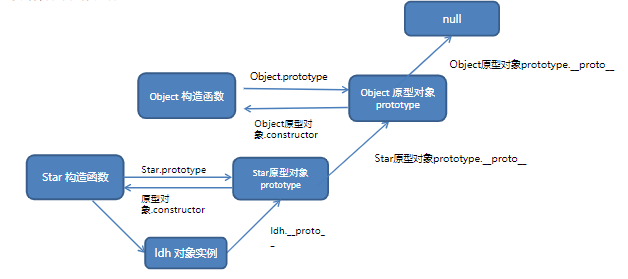 null
Object原型对象prototype.__proto__
Object.prototype
Object 构造函数
Object 原型对象
prototype
Object原型对
象.constructor
Star原型对象prototype.__proto__
Star.prototype
Star 构造函数
Star原型对象
prototype
原型对
象.constructor
ldh.__proto_
_
ldh 对象实例